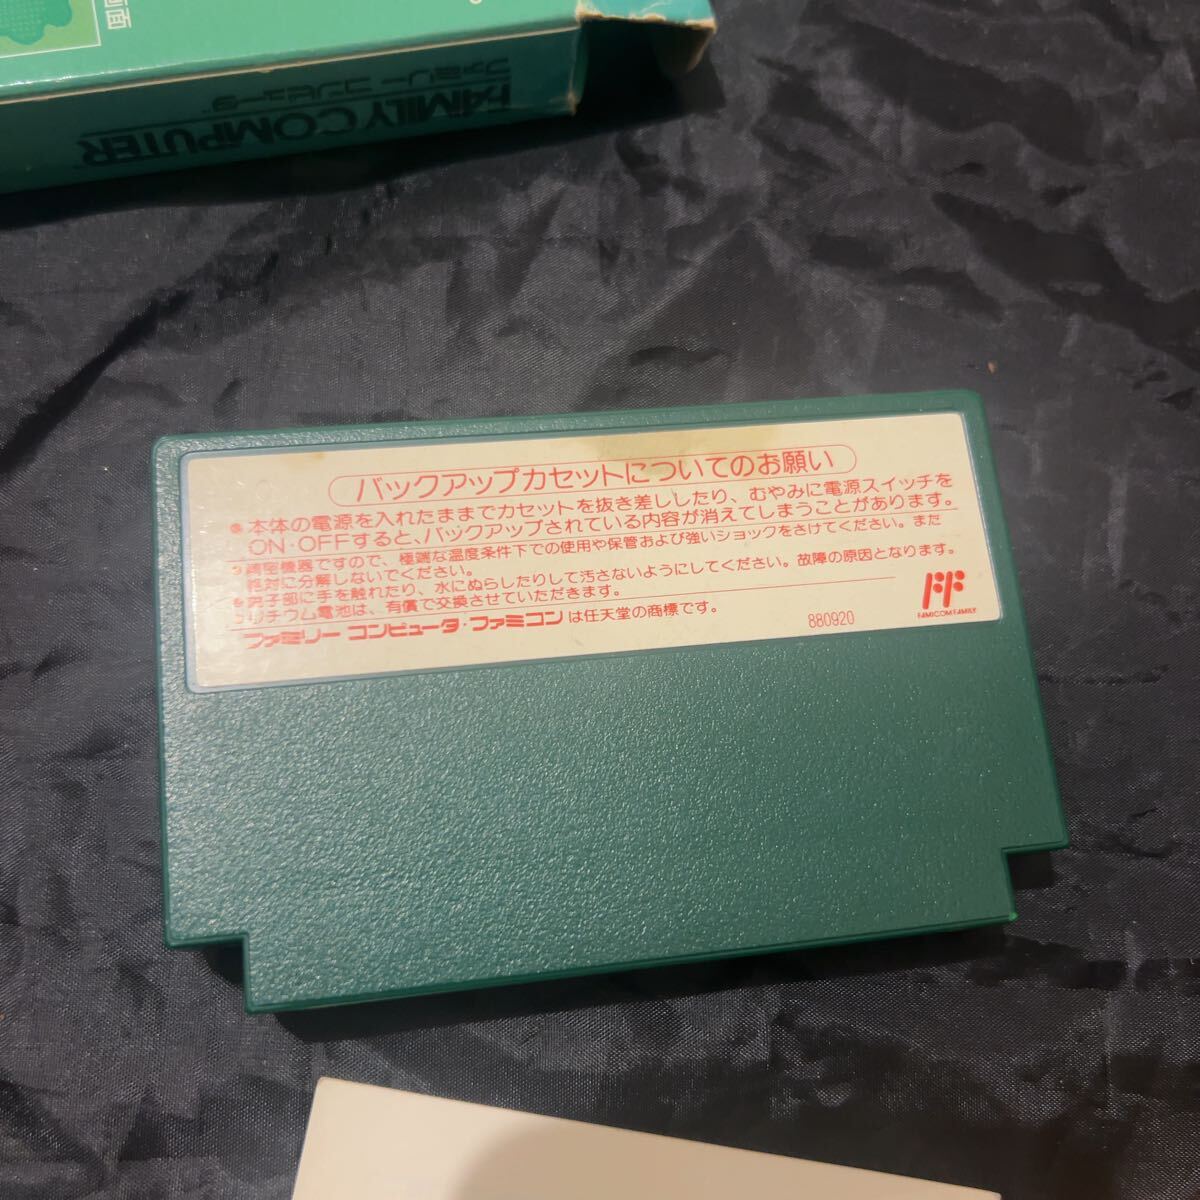 画面
FAMILY COMPUTER
ファミリー コンピュータ™
バックアップカセットについてのお願い
●本体の電源を入れたままでカセットを抜き差ししたり、むやみに電源スイッチを
ON・OFFすると、バックアップされている内容が消えてしまうことがあります。
●精密機器ですので、極端な温度条件下での使用や保管および強いショックをさけてください。また
絶対に分解しないでください。
●端子部に手を触れたり、水にぬらしたりして汚さないようにしてください。故障の原因となります。
●リチウム電池は、有償で交換させていただきます。
ファミリー コンピュータ・ファミコンは任天堂の商標です。
880920
FAMICOM FAMILY